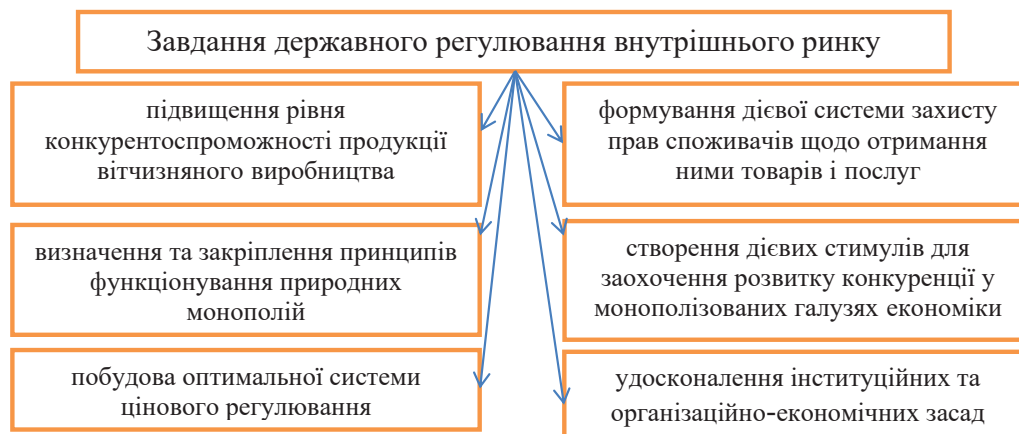 Завдання державного регулювання внутрішнього ринку
підвищення рівня
конкурентоспроможності продукції
вітчизняного виробництва
формування дієвої системи захисту
прав споживачів щодо отримання
ними товарів і послуг
визначення та закріплення принципів
функціонування природних
монополій
створення дієвих стимулів для
заохочення розвитку конкуренції у
монополізованих галузях економіки
побудова оптимальної системи
цінового регулювання
удосконалення інституційних та
організаційно-економічних засад